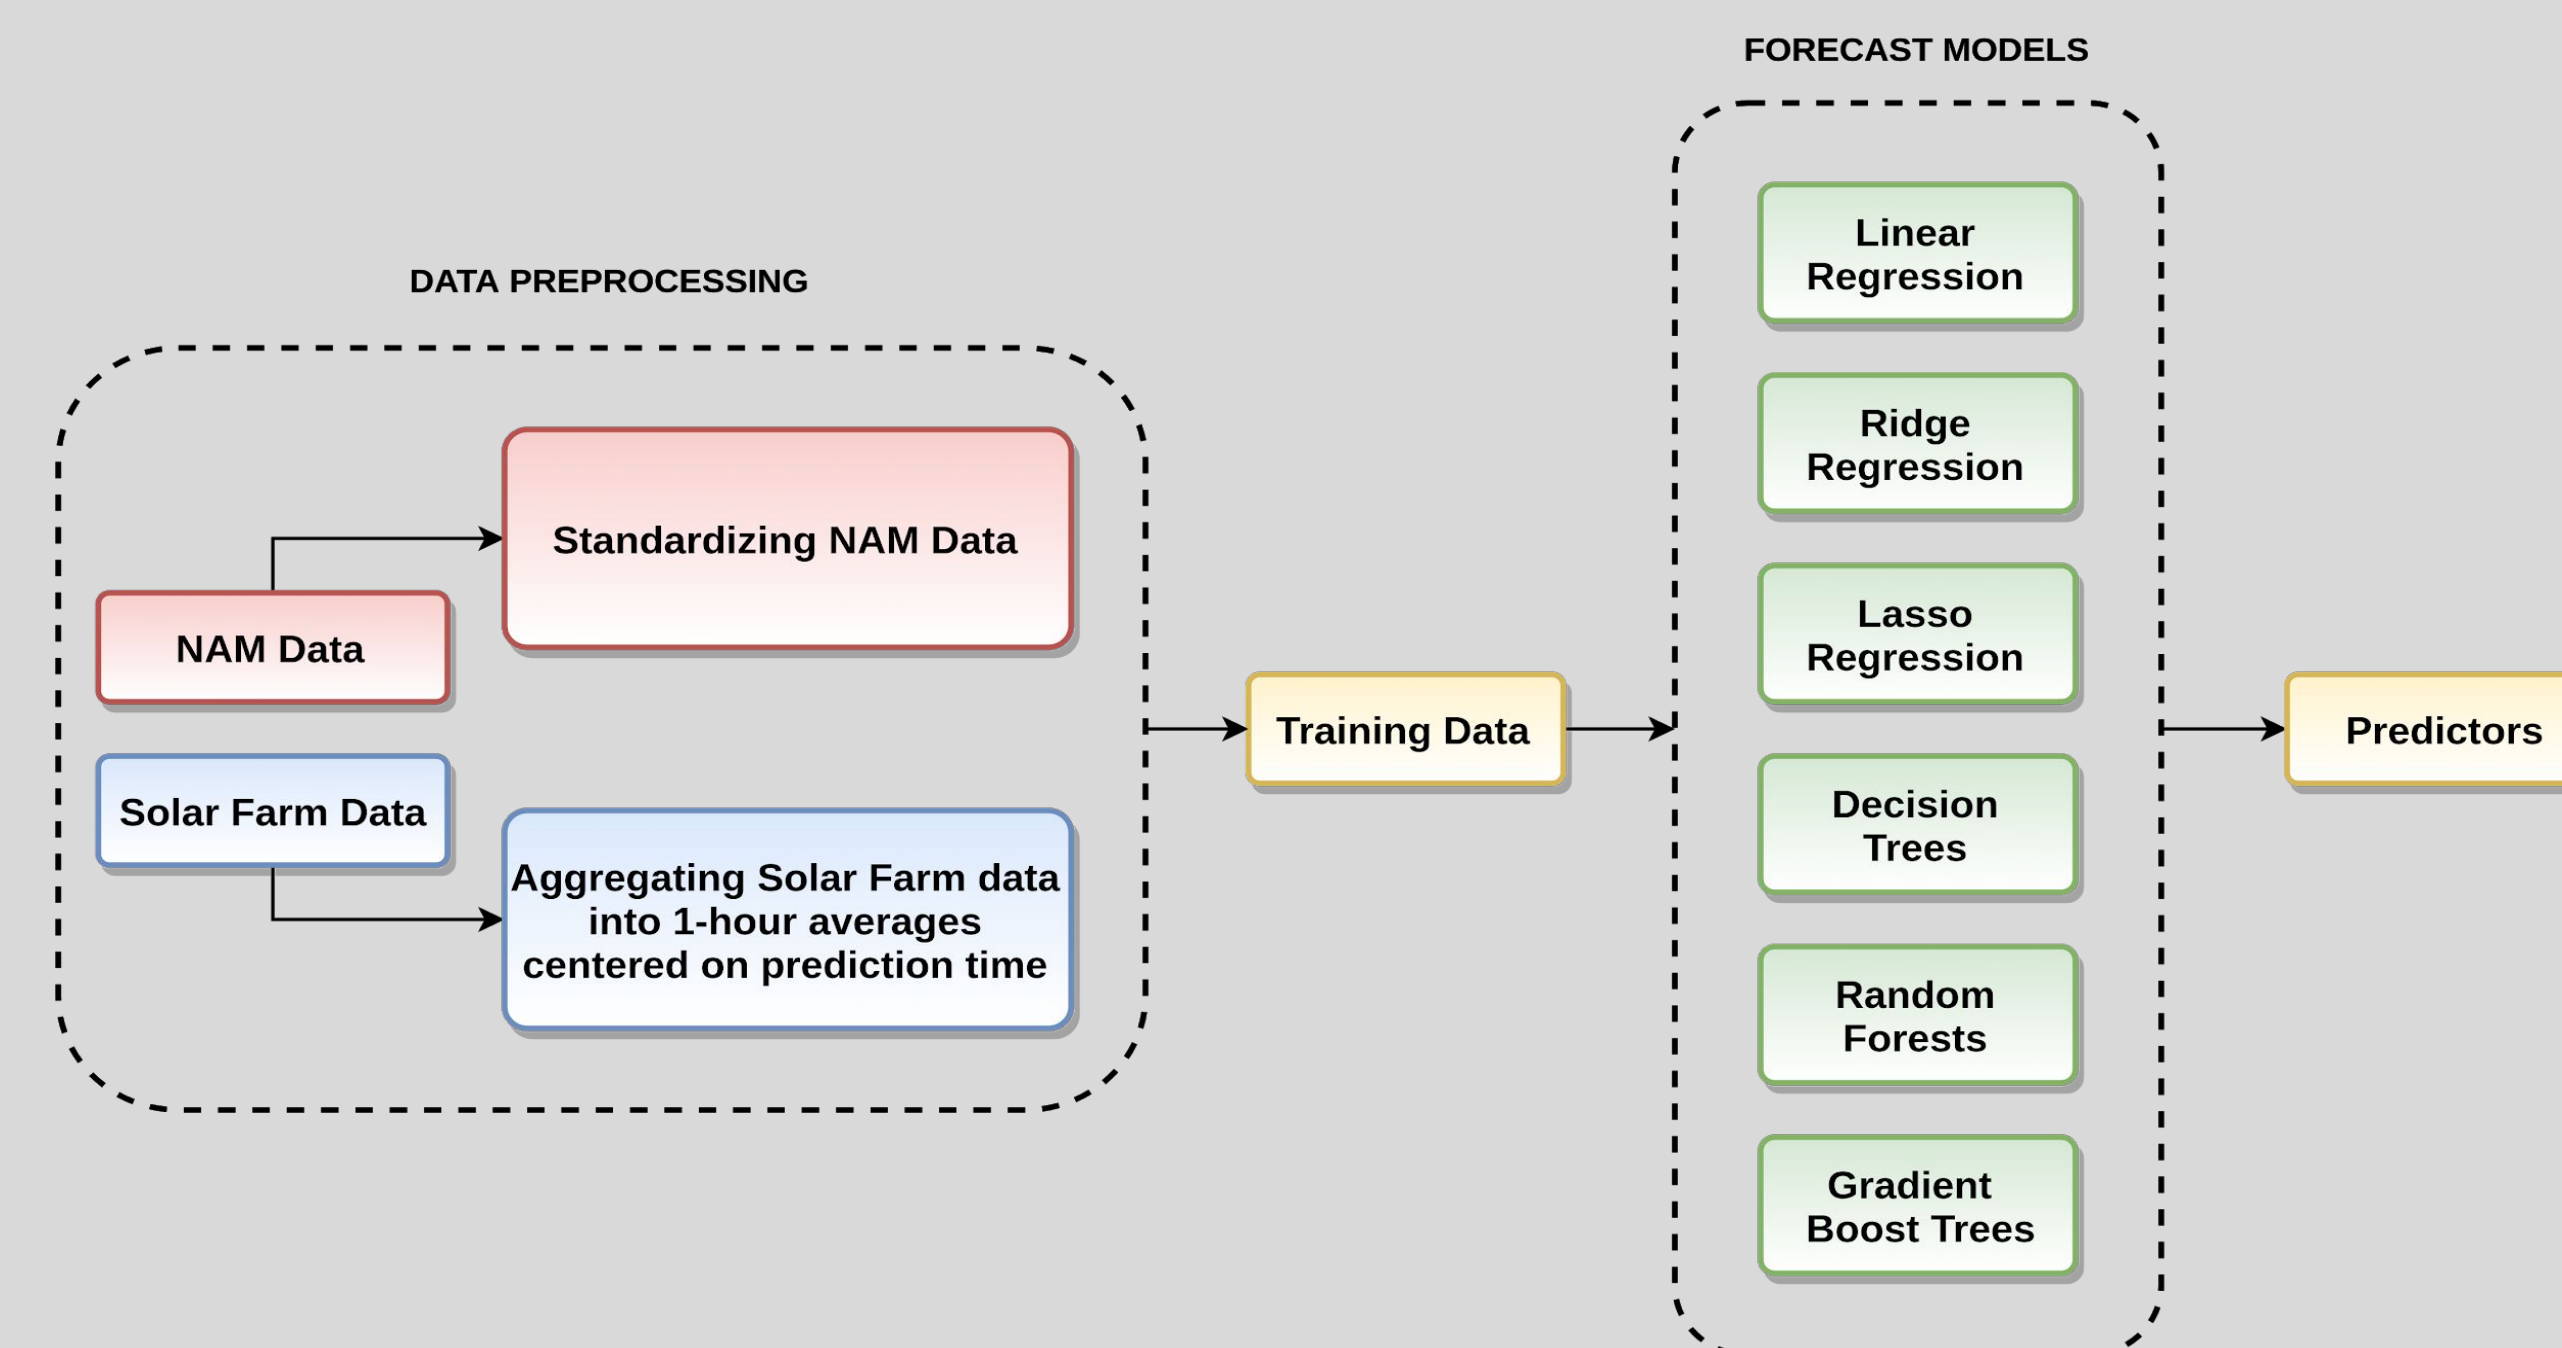 FORECAST MODELS
DATA PREPROCESSING
Standardizing NAM Data
NAM Data
Solar Farm Data
Aggregating Solar Farm data
into 1-hour averages
centered on prediction time
Training Data
Linear
Regression
Ridge
Regression
Lasso
Regression
Decision
Trees
Random
Forests
Gradient
Boost Trees
Predictors